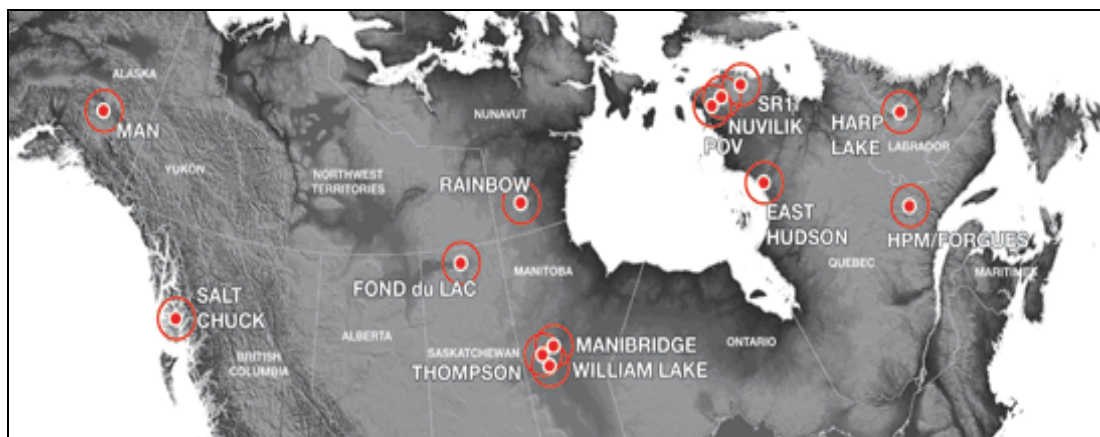 ALASKA
MAN
YUKON
NORTHWEST
TERRITORIES
NUNAVUT
RAINBOW
FOND du LAC
MANITOBA
SALT
CHUCK
ALBERTA
BRITISH
COLUMBIA
SASKATCHEWAN
THOMPSON
MANIBRIDGE
WILLIAM LAKE
ONTARIO
SR1
NUVILIK
POV
EAST
HUDSON
HARP
LAKE
LABRADOR
HPM/FORGUES
QUEBEC
MARITIMES